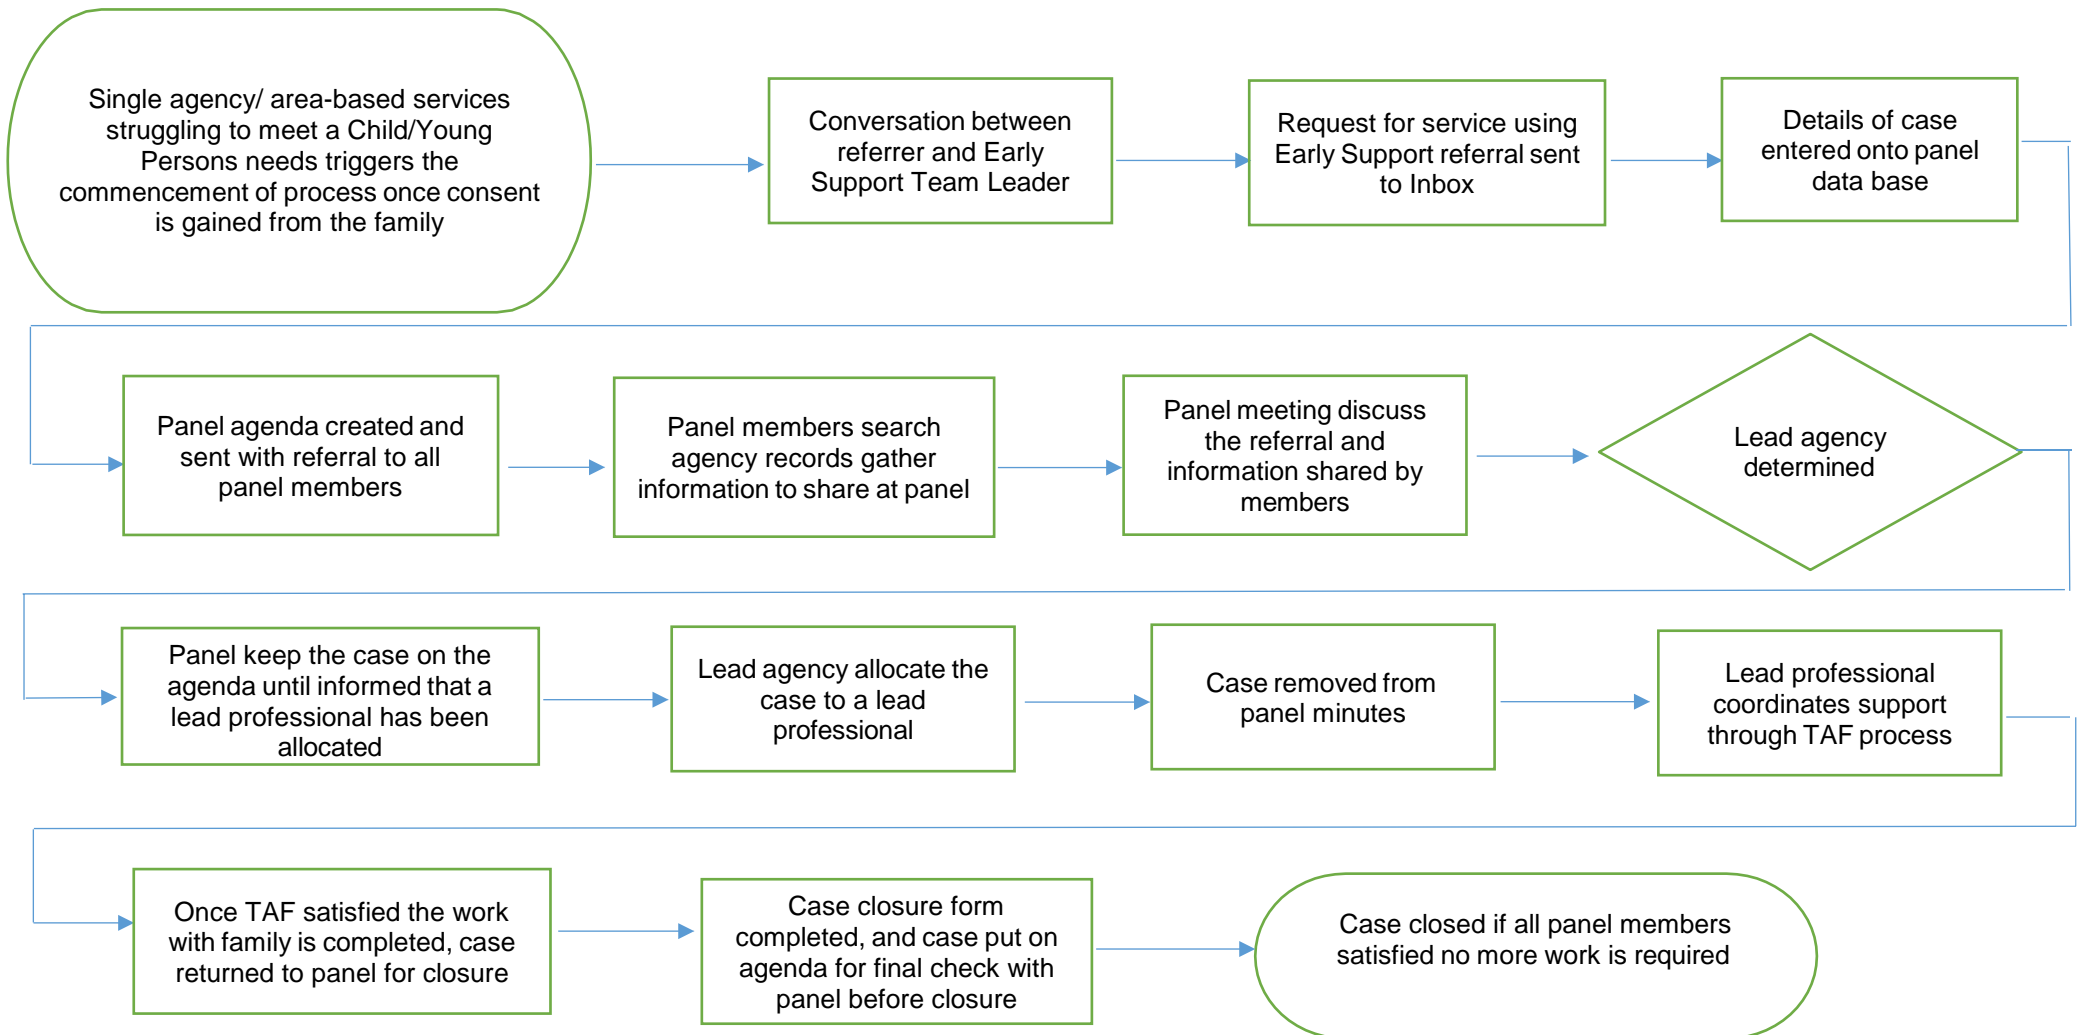 Single agency/ area-based services
struggling to meet a Child/Young
Persons needs triggers the
commencement of process once consent
is gained from the family
Conversation between
referrer and Early
Support Team Leader
Request for service using
Early Support referral sent
to Inbox
Details of case
entered onto panel
data base
Panel agenda created and
sent with referral to all
panel members
Panel members search
agency records gather
information to share at panel
Panel meeting discuss
the referral and
information shared by
members
Lead agency
determined
Panel keep the case on the
agenda until informed that a
lead professional has been
allocated
Lead agency allocate the
case to a lead
professional
Case removed from
panel minutes
Lead professional
coordinates support
through TAF process
Once TAF satisfied the work
with family is completed, case
returned to panel for closure
Case closure form
completed, and case put on
agenda for final check with
panel before closure
Case closed if all panel members
satisfied no more work is required